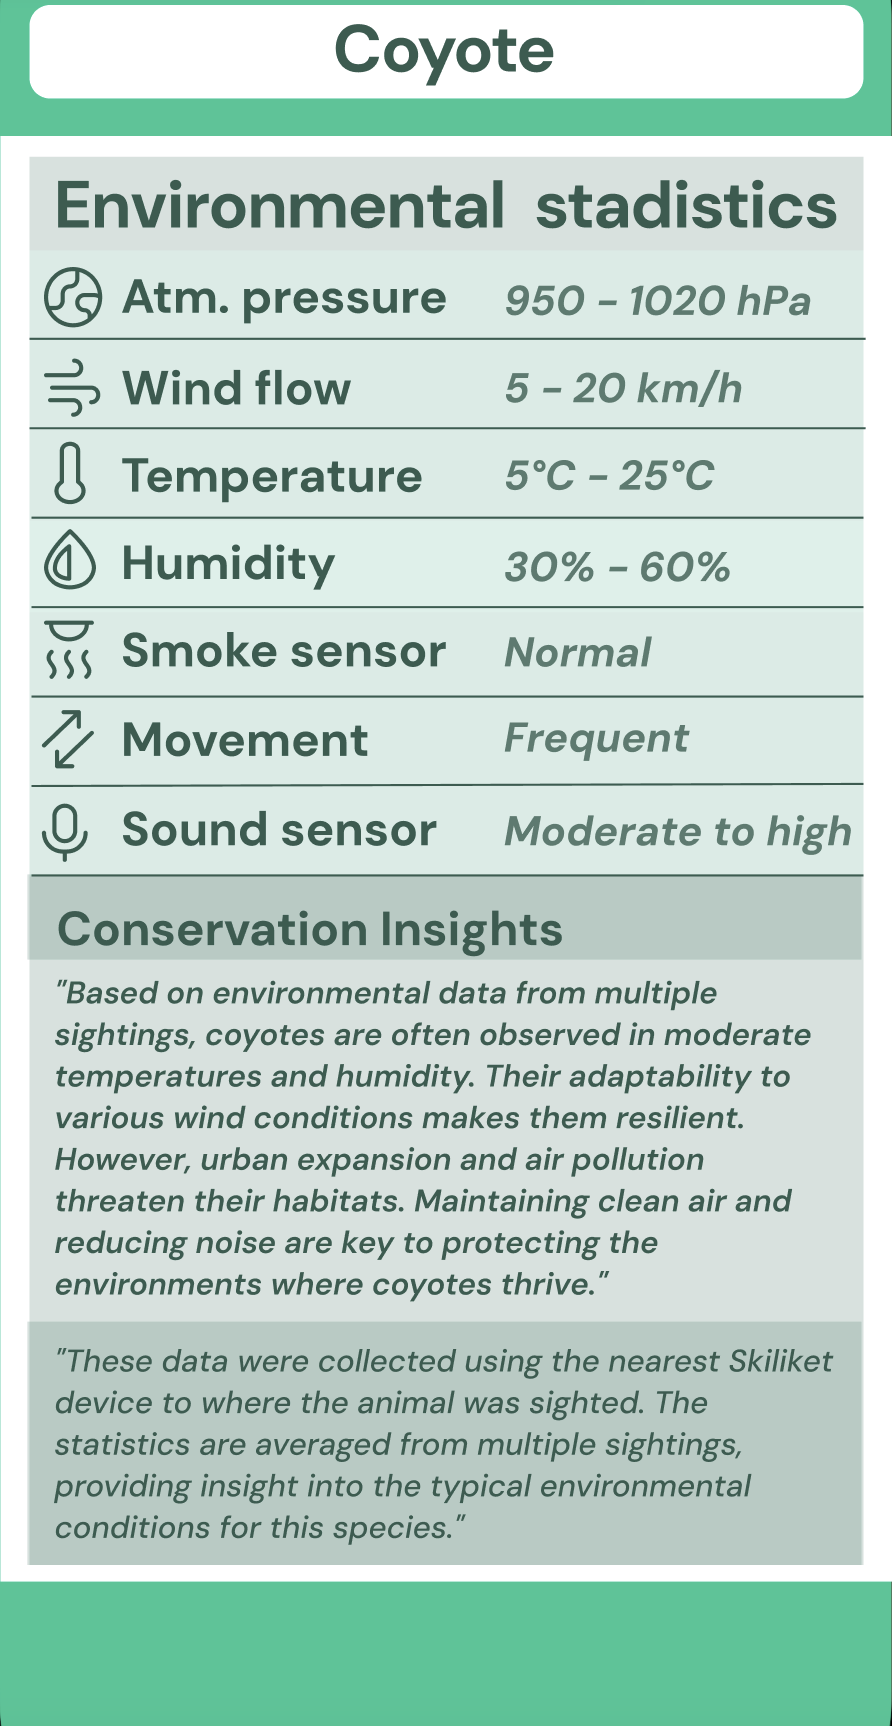 Coyote
Environmental stadistics
Atm. pressure 950 - 1020 hPa
Wind flow 5 - 20 km/h
Temperature 5°C - 25°C
Humidity 30% - 60%
Smoke sensor Normal
Movement Frequent
Sound sensor Moderate to high
Conservation Insights
"Based on environmental data from multiple
sightings, coyotes are often observed in moderate
temperatures and humidity. Their adaptability to
various wind conditions makes them resilient.
However, urban expansion and air pollution
threaten their habitats. Maintaining clean air and
reducing noise are key to protecting the
environments where coyotes thrive."
"These data were collected using the nearest Skiliket
device to where the animal was sighted. The
statistics are averaged from multiple sightings,
providing insight into the typical environmental
conditions for this species."